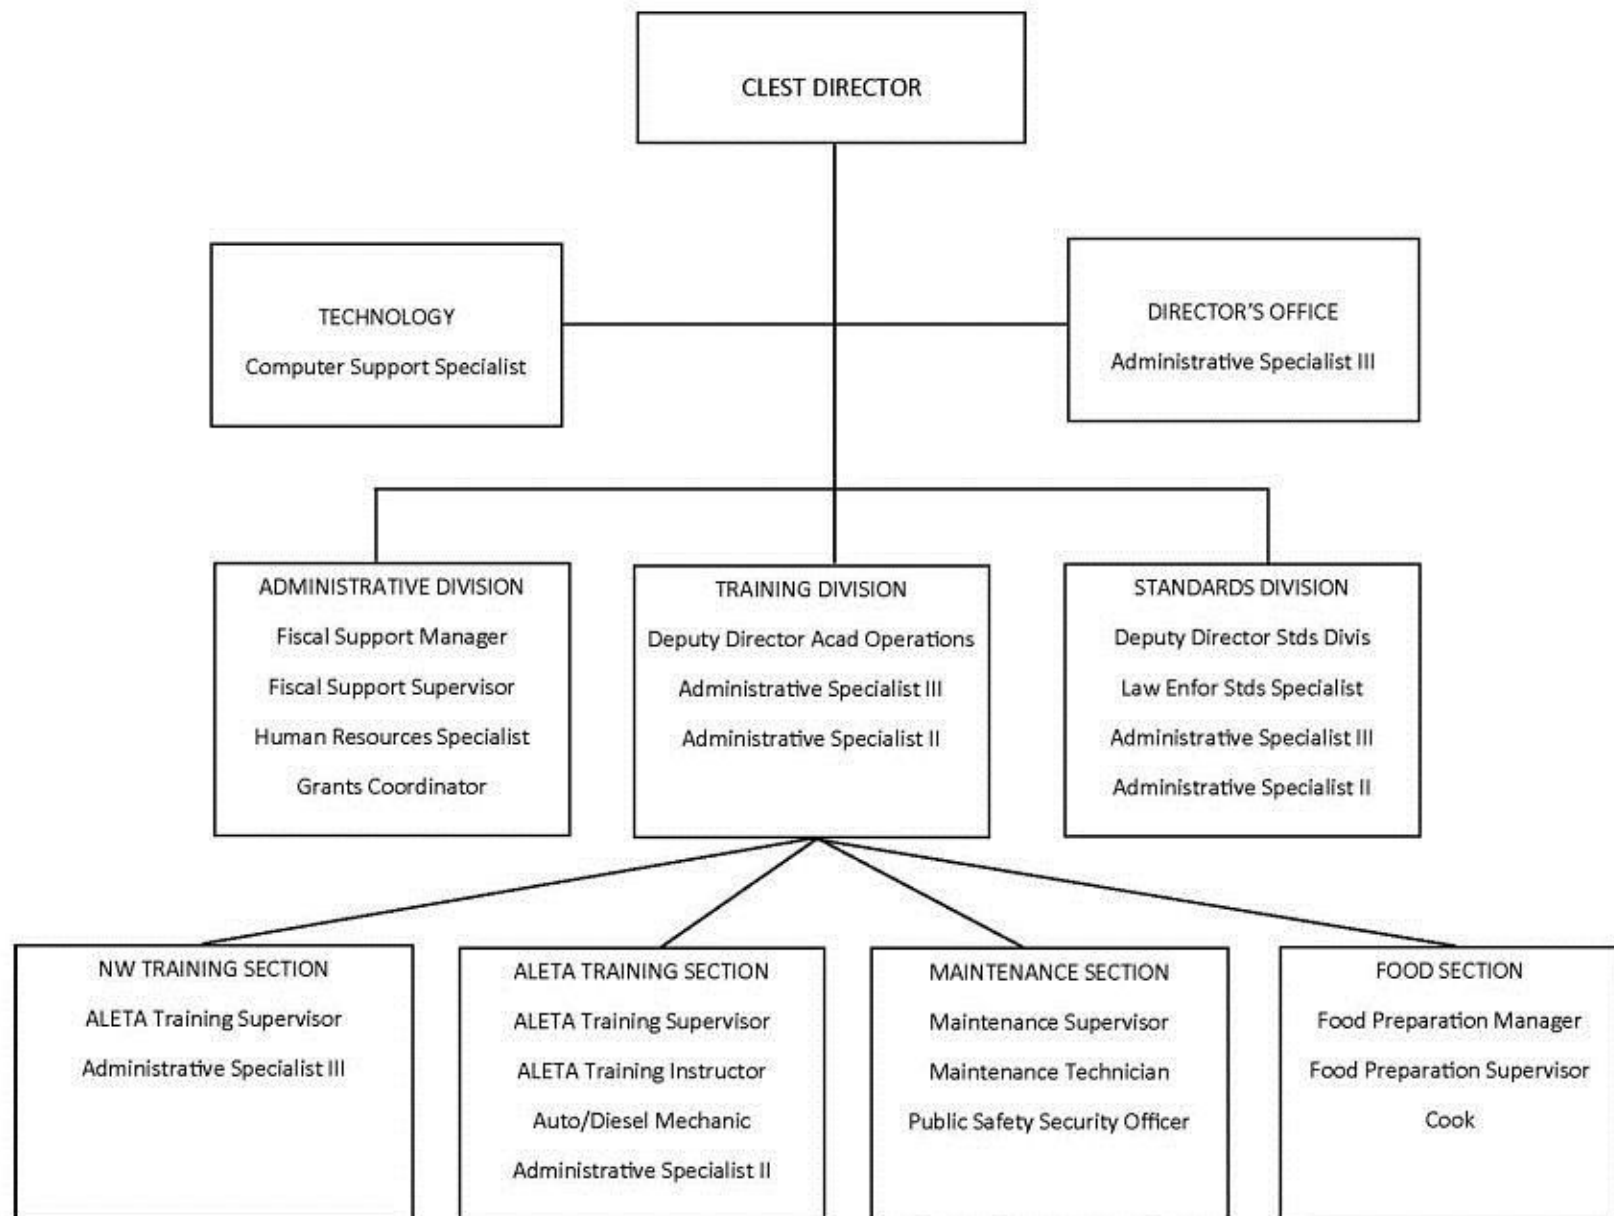 CLEST DIRECTOR
TECHNOLOGY
Computer Support Specialist
DIRECTOR'S OFFICE
Administrative Specialist III
ADMINISTRATIVE DIVISION
Fiscal Support Manager
Fiscal Support Supervisor
Human Resources Specialist
Grants Coordinator
TRAINING DIVISION
Deputy Director Acad Operations
Administrative Specialist III
Administrative Specialist II
STANDARDS DIVISION
Deputy Director Stds Divis
Law Enfor Stds Specialist
Administrative Specialist III
Administrative Specialist II
NW TRAINING SECTION
ALETA Training Supervisor
Administrative Specialist III
ALETA TRAINING SECTION
ALETA Training Supervisor
ALETA Training Instructor
Auto/Diesel Mechanic
Administrative Specialist II
MAINTENANCE SECTION
Maintenance Supervisor
Maintenance Technician
Public Safety Security Officer
FOOD SECTION
Food Preparation Manager
Food Preparation Supervisor
Cook